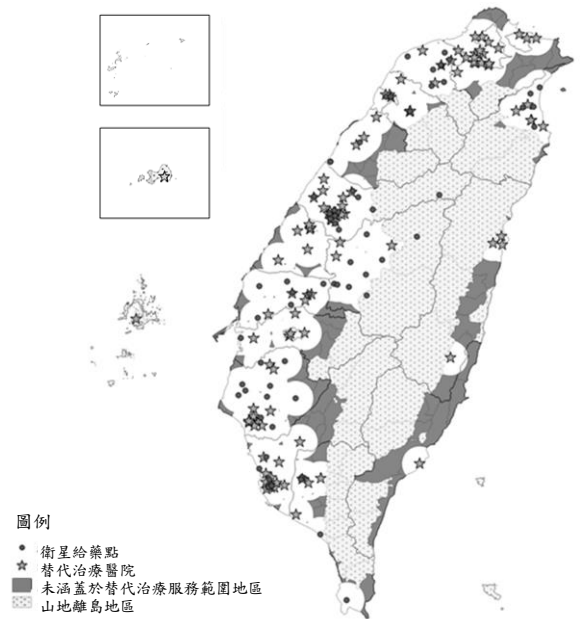 圖例
衛星給藥點
替代治療醫院
未涵蓋於替代治療服務範圍地區
山地離島地區